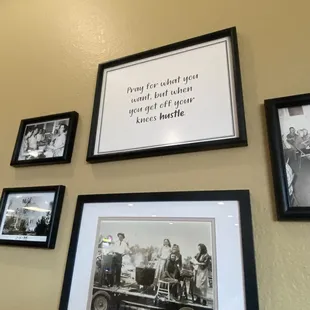 Pray for what you
want, but when
you get off your
knees hustle.